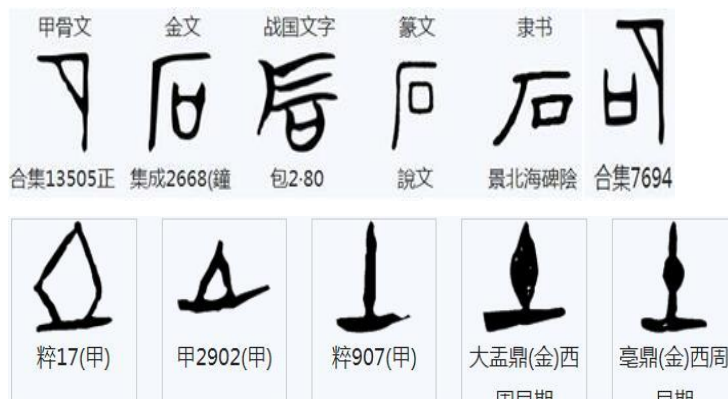 甲骨文 金文 战国文字 篆文 隶书
合集13505正 集成2668(鐘 包2·80 說文 景北海碑陰 合集7694
粹17(甲) 甲2902(甲) 粹907(甲) 大盂鼎(金)西 亳鼎(金)西周